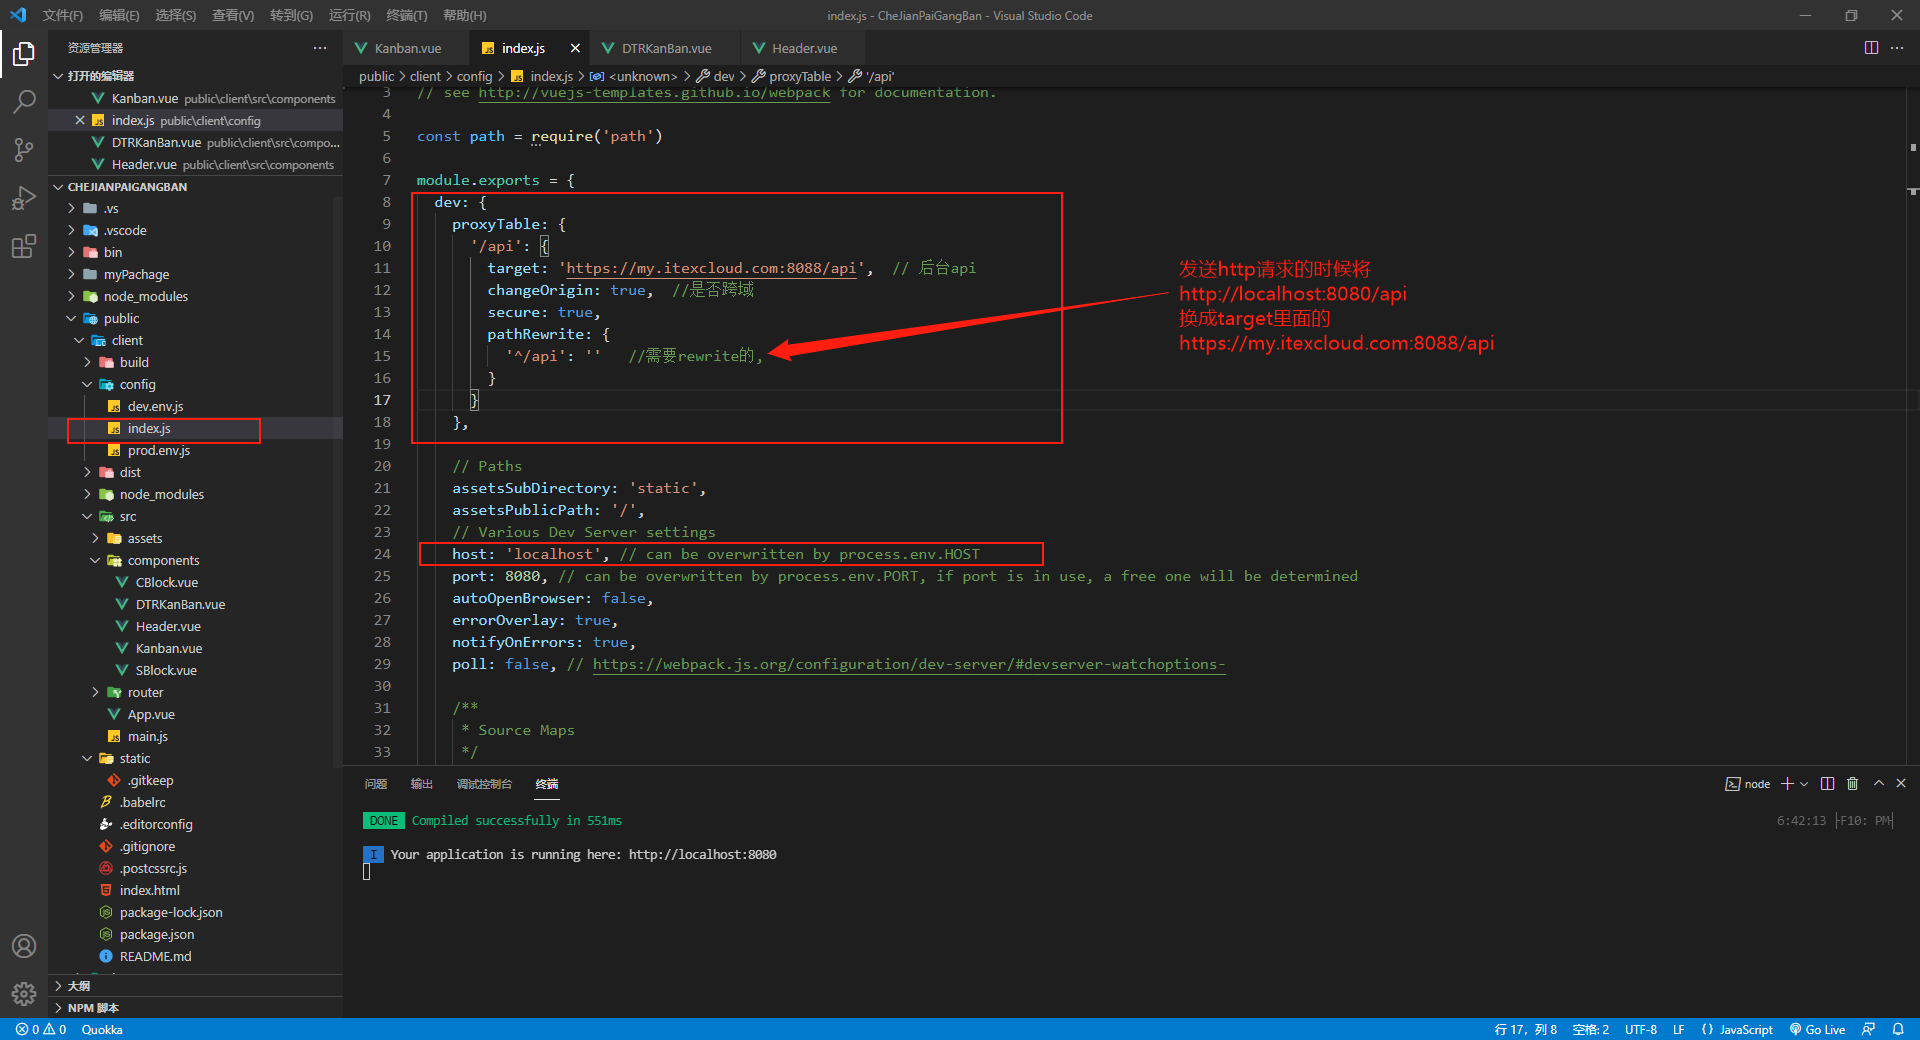 文件(F) 编辑(E) 选择(S) 查看(V) 转到(G) 运行(R) 终端(T) 帮助(H)
index.js - CheJianPaiGangBan - Visual Studio Code
资源管理器
Kanban.vue index.js DTRKanBan.vue Header.vue
打开的编辑器
Kanban.vue public\client\src\components
index.js public\client\config
DTRKanBan.vue public\client\src\compo...
Header.vue public\client\src\components
CHEJIANPAIGANGBAN
.vs
.vscode
bin
myPachage
node_modules
public
client
build
config
dev.env.js
index.js
prod.env.js
dist
node_modules
src
assets
components
CBlock.vue
DTRKanBan.vue
Header.vue
Kanban.vue
SBlock.vue
router
App.vue
main.js
static
.gitkeep
.babelrc
.editorconfig
.gitignore
.postcssrc.js
index.html
package-lock.json
package.json
README.md
大纲
NPM 脚本
public > client > config > index.js > <unknown> > dev > proxyTable > '/api'
3 // see http://vuejs-templates.github.io/webpack for documentation.
4
5 const path = require('path')
6
7 module.exports = {
8 dev: {
9 proxyTable: {
10 '/api': {
11 target: 'https://my.itexcloud.com:8088/api', // 后台api
12 changeOrigin: true, //是否跨域
13 secure: true,
14 pathRewrite: {
15 '^/api': '' //需要rewrite的,
16 }
17 }
18 },
19
20 // Paths
21 assetsSubDirectory: 'static',
22 assetsPublicPath: '/',
23 // Various Dev Server settings
24 host: 'localhost', // can be overwritten by process.env.HOST
25 port: 8080, // can be overwritten by process.env.PORT, if port is in use, a free one will be determined
26 autoOpenBrowser: false,
27 errorOverlay: true,
28 notifyOnErrors: true,
29 poll: false, // https://webpack.js.org/configuration/dev-server/#devserver-watchoptions-
30
31 /**
32 * Source Maps
33 */
发送http请求的时候将
http://localhost:8080/api
换成target里面的
https://my.itexcloud.com:8088/api
问题 输出 调试控制台 终端
node
DONE Compiled successfully in 551ms
6:42:13 ├F10: PM┤
I Your application is running here: http://localhost:8080
0 0 Quokka
行 17，列 8 空格: 2 UTF-8 LF {} JavaScript Go Live